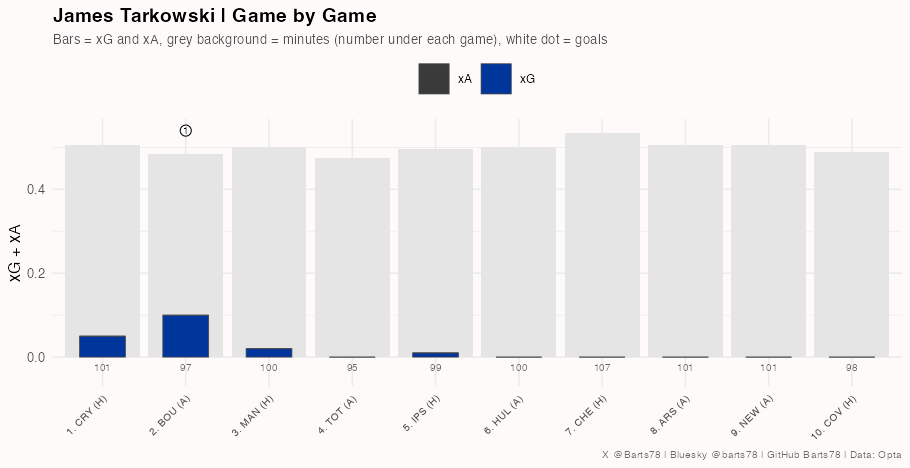 James Tarkowski | Game by Game
Bars = xG and xA, grey background = minutes (number under each game), white dot = goals
xA xG
1
xG + xA
0.4
0.2
0.0
101 97 100 95 99 100 107 101 101 98
1. CRY (H) 2. BOU (A) 3. MAN (H) 4. TOT (A) 5. IPS (H) 6. HUL (A) 7. CHE (H) 8. ARS (A) 9. NEW (A) 10. COV (H)
X @Barts78 | Bluesky @barts78 | GitHub Barts78 | Data: Opta